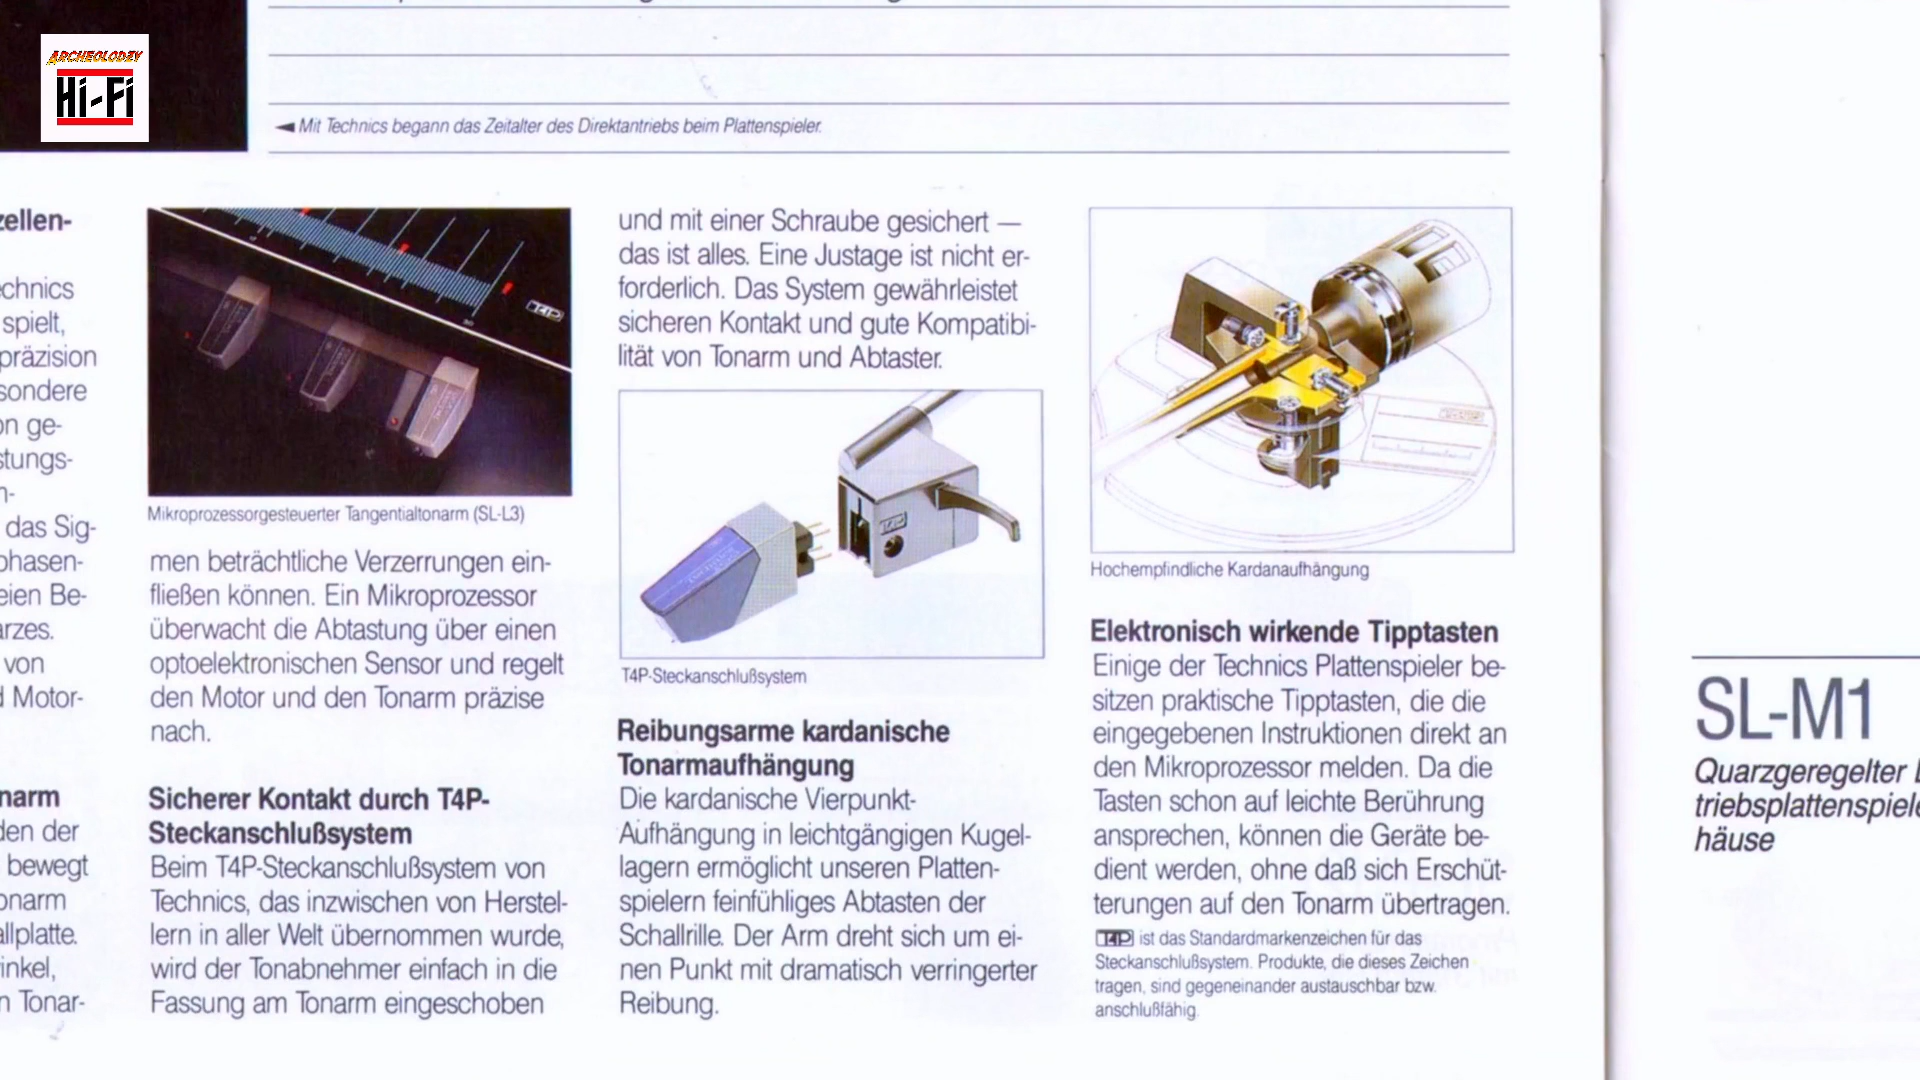 ARCHEOLODZY
Hi-Fi
◄ Mit Technics begann das Zeitalter des Direktantriebs beim Plattenspieler.
zellen-
echnics
spielt,
präzision
sondere
on ge-
stungs-
n-
das Sig-
phasen-
eien Be-
arzes.
von
d Motor-
narm
den der
bewegt
onarm
allplatte.
inkel,
n Tonar-
T4P
Mikroprozessorgesteuerter Tangentialtonarm (SL-L3)
men beträchtliche Verzerrungen ein-
fließen können. Ein Mikroprozessor
überwacht die Abtastung über einen
optoelektronischen Sensor und regelt
den Motor und den Tonarm präzise
nach.
Sicherer Kontakt durch T4P-
Steckanschlußsystem
Beim T4P-Steckanschlußsystem von
Technics, das inzwischen von Herstel-
lern in aller Welt übernommen wurde,
wird der Tonabnehmer einfach in die
Fassung am Tonarm eingeschoben
und mit einer Schraube gesichert —
das ist alles. Eine Justage ist nicht er-
forderlich. Das System gewährleistet
sicheren Kontakt und gute Kompatibi-
lität von Tonarm und Abtaster.
T4P
T4P-Steckanschlußsystem
Reibungsarme kardanische
Tonarmaufhängung
Die kardanische Vierpunkt-
Aufhängung in leichtgängigen Kugel-
lagern ermöglicht unseren Platten-
spielern feinfühliges Abtasten der
Schallrille. Der Arm dreht sich um ei-
nen Punkt mit dramatisch verringerter
Reibung.
Hochempfindliche Kardanaufhängung
Elektronisch wirkende Tipptasten
Einige der Technics Plattenspieler be-
sitzen praktische Tipptasten, die die
eingegebenen Instruktionen direkt an
den Mikroprozessor melden. Da die
Tasten schon auf leichte Berührung
ansprechen, können die Geräte be-
dient werden, ohne daß sich Erschüt-
terungen auf den Tonarm übertragen.
T4P ist das Standardmarkenzeichen für das
Steckanschlußsystem. Produkte, die dieses Zeichen
tragen, sind gegeneinander austauschbar bzw.
anschlußfähig.
SL-M1
Quarzgeregelter
triebsplattenspiele
häuse